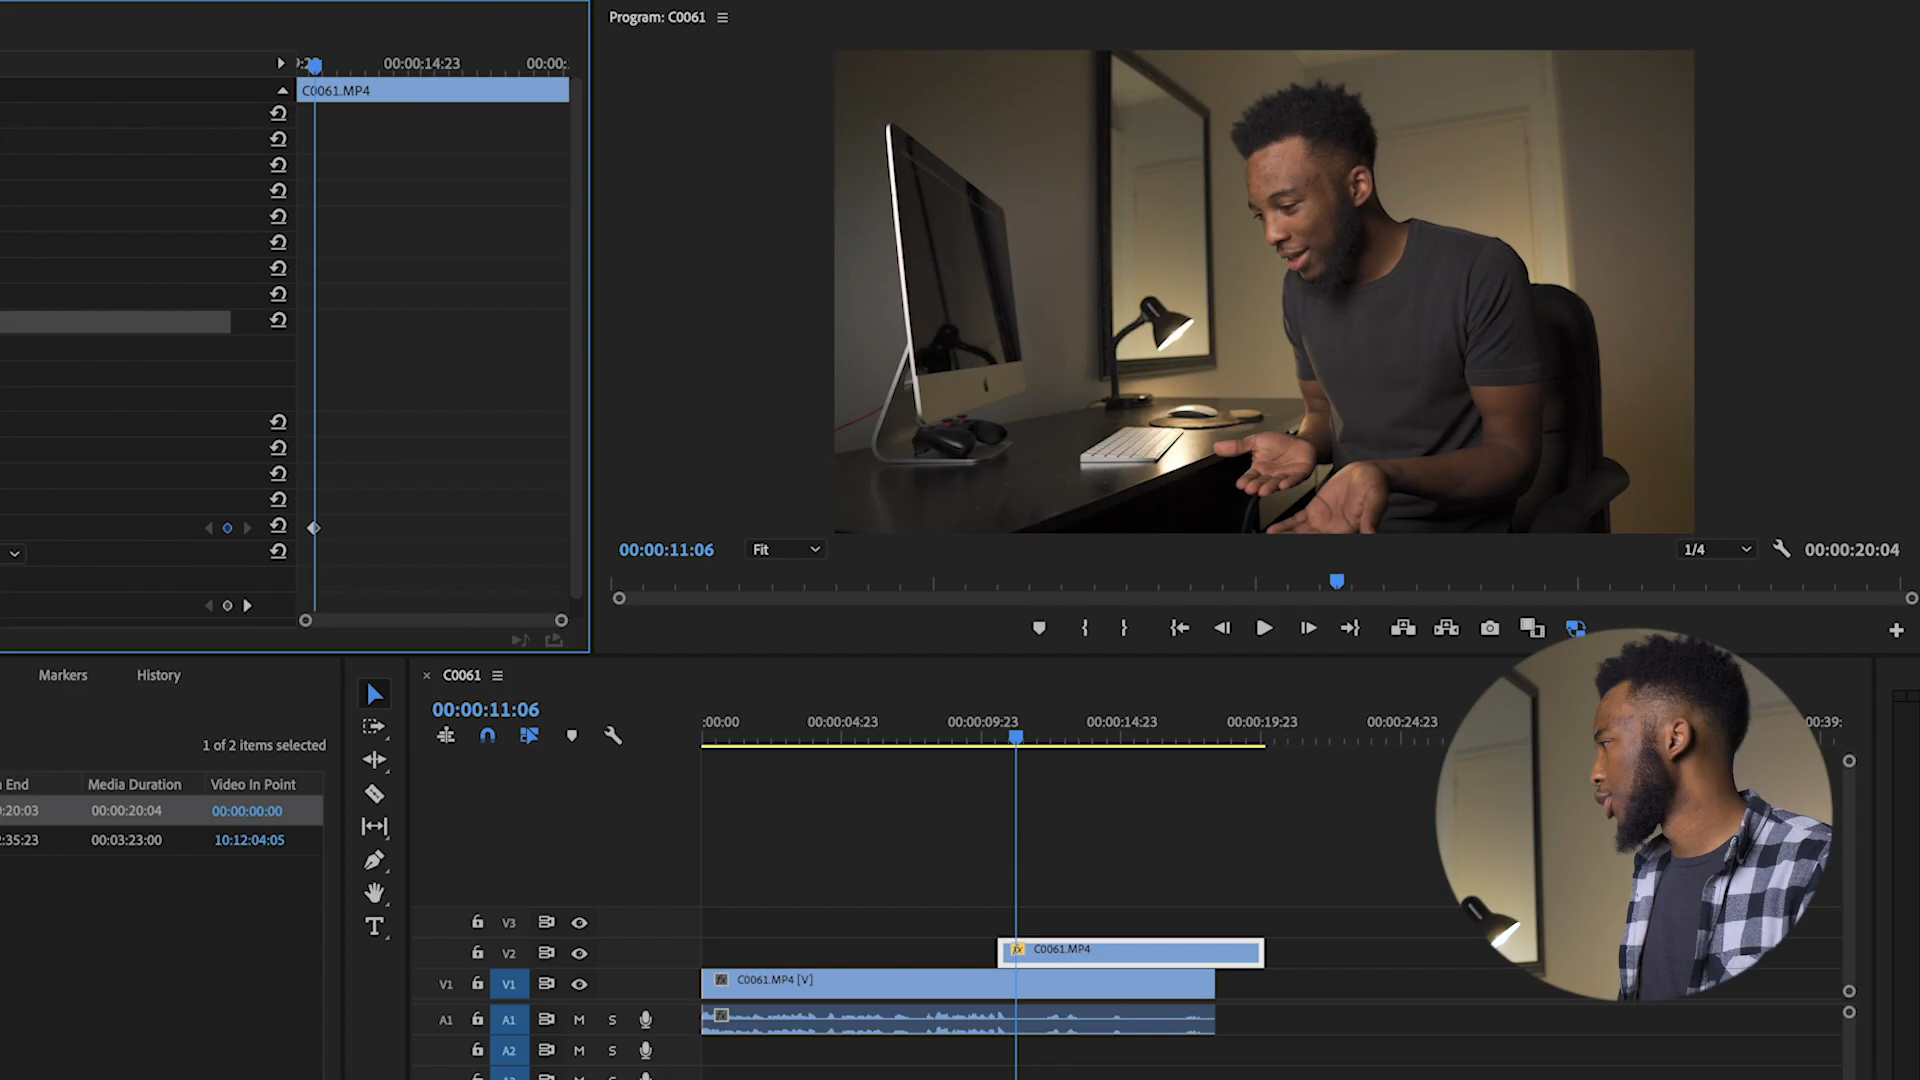 Program: C0061
00:00:14:23
00:00:
C0061.MP4
00:00:11:06
Fit
1/4
00:00:20:04
Markers
History
C0061
00:00:11:06
:00:00
00:00:04:23
00:00:09:23
00:00:14:23
00:00:19:23
00:00:24:23
00:39:
1 of 2 items selected
End
Media Duration
Video In Point
:20:03
00:00:20:04
00:00:00:00
:35:23
00:03:23:00
10:12:04:05
V3
V2
fx
C0061.MP4
V1
V1
fx
C0061.MP4 [V]
A1
A1
M
S
fx
A2
M
S